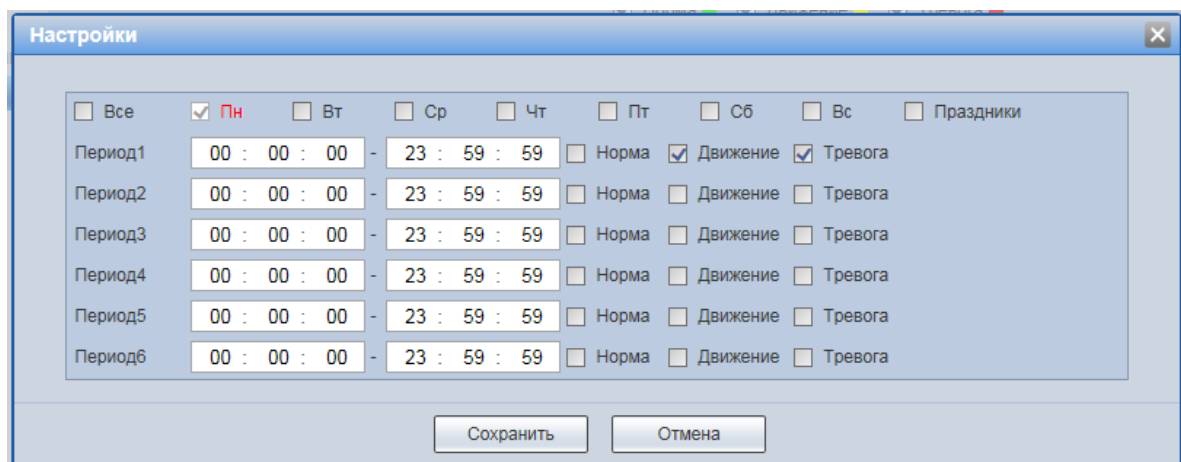 Настройки
Все Пн Вт Ср Чт Пт Сб Вс Праздники
Период1 00 : 00 : 00 - 23 : 59 : 59 Норма Движение Тревога
Период2 00 : 00 : 00 - 23 : 59 : 59 Норма Движение Тревога
Период3 00 : 00 : 00 - 23 : 59 : 59 Норма Движение Тревога
Период4 00 : 00 : 00 - 23 : 59 : 59 Норма Движение Тревога
Период5 00 : 00 : 00 - 23 : 59 : 59 Норма Движение Тревога
Период6 00 : 00 : 00 - 23 : 59 : 59 Норма Движение Тревога
Сохранить Отмена